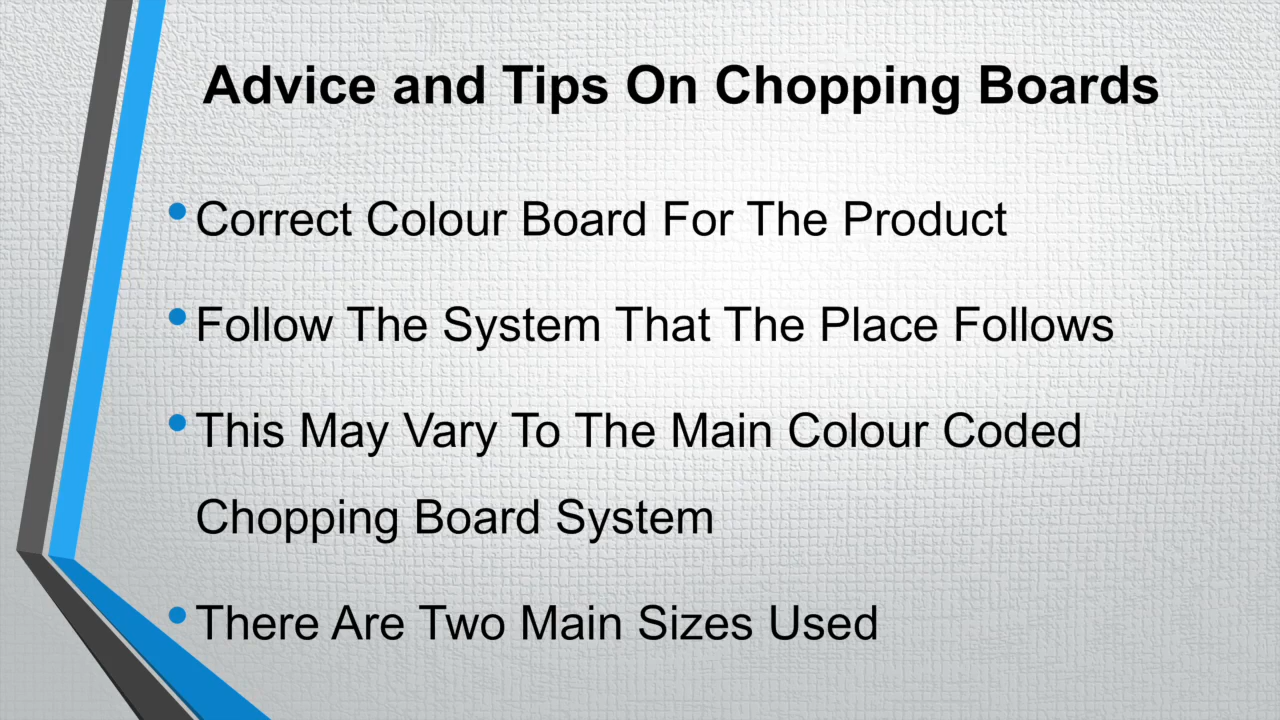 Advice and Tips On Chopping Boards
• Correct Colour Board For The Product
• Follow The System That The Place Follows
• This May Vary To The Main Colour Coded
Chopping Board System
• There Are Two Main Sizes Used